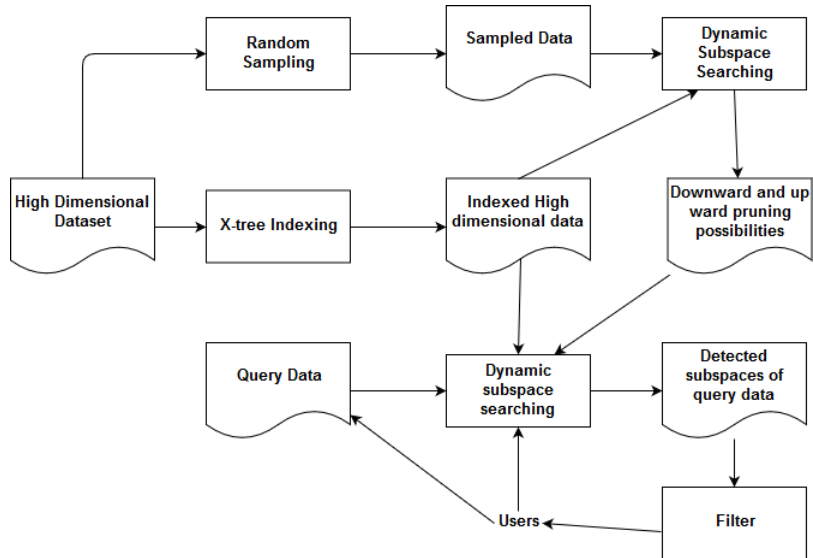 Random
Sampling
Sampled Data
Dynamic
Subspace
Searching
High Dimensional
Dataset
X-tree Indexing
Indexed High
dimensional data
Downward and up
ward pruning
possibilities
Query Data
Dynamic
subspace
searching
Detected
subspaces of
query data
Users
Filter